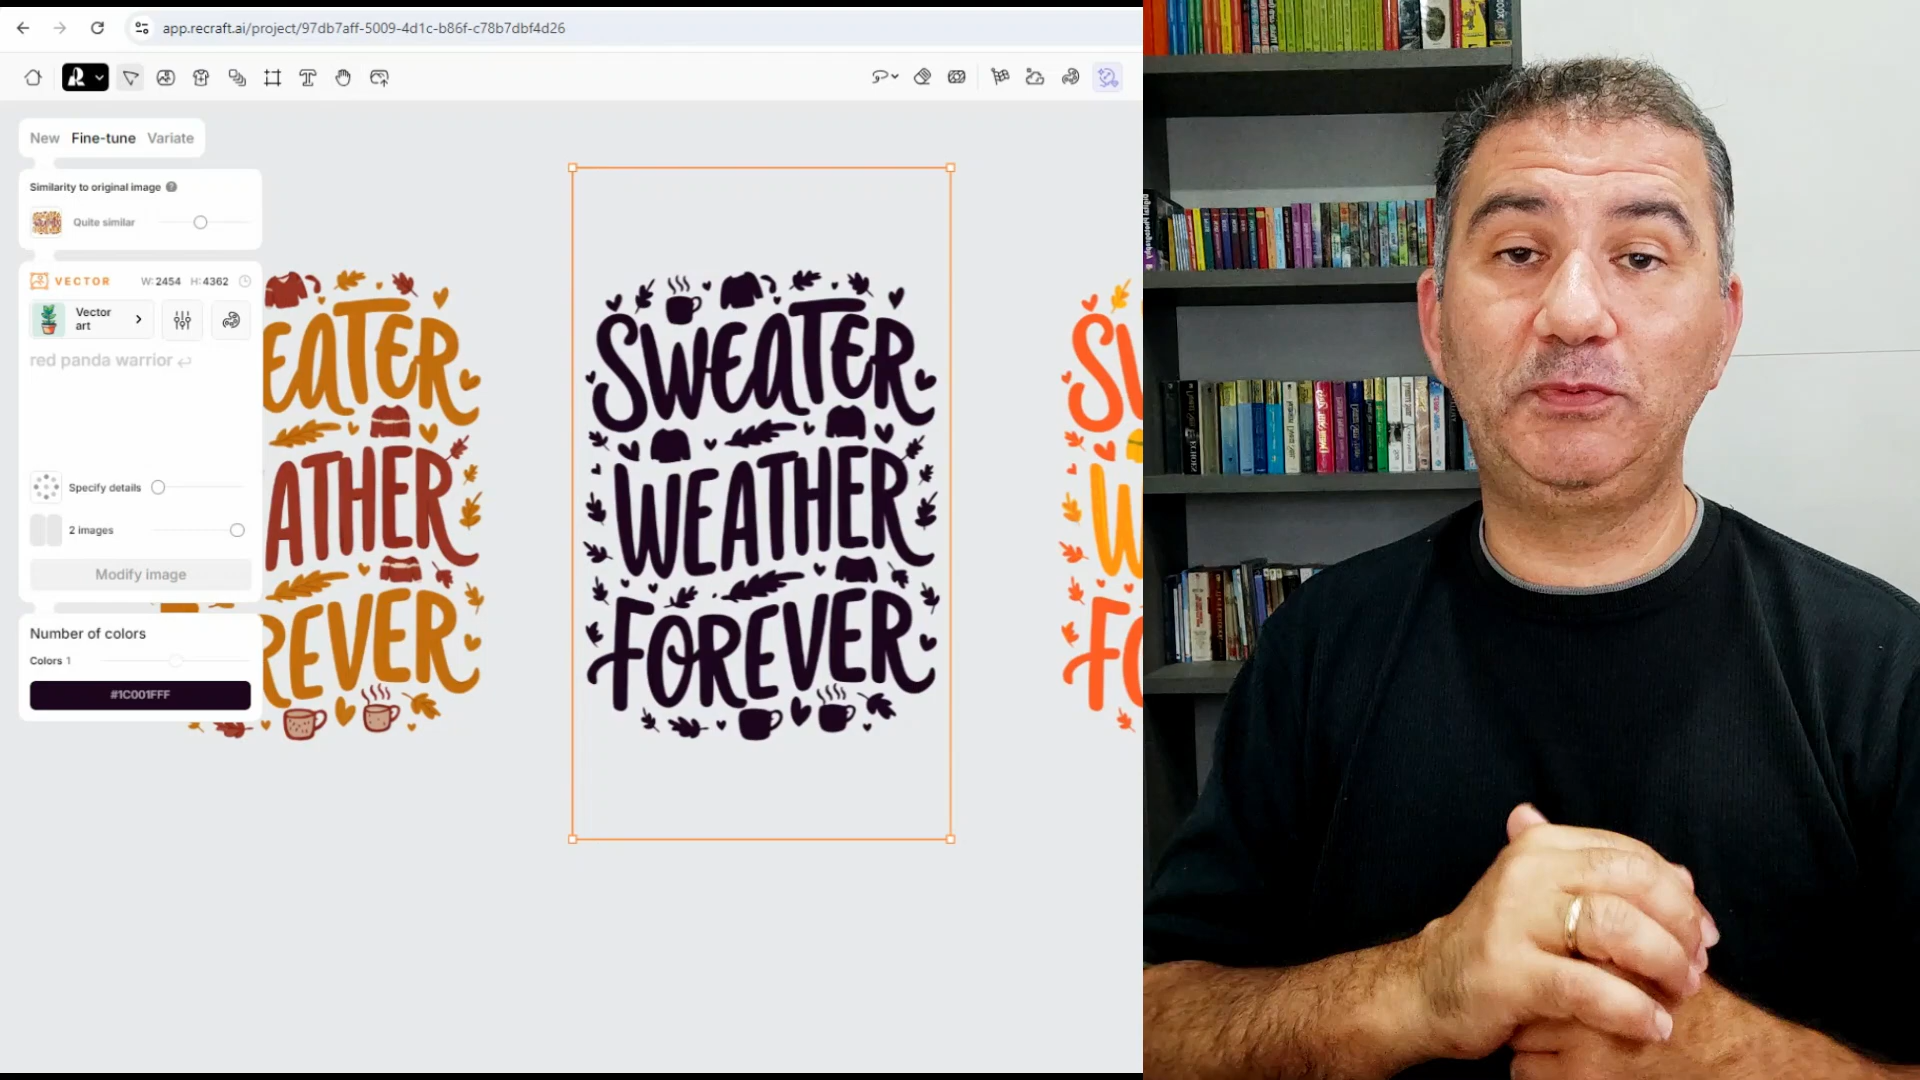 app.recraft.ai/project/97db7aff-5009-4d1c-b86f-c78b7dbf4d26
New Fine-tune Variate
Similarity to original image ?
Quite similar
VECTOR W: 2454 H: 4362
Vector
art
red panda warrior
Specify details
2 images
Modify image
Number of colors
Colors 1
#1C001FFF
EATER
ATHER
REVER
SWEATER
WEATHER
FOREVER
SW
W
FO